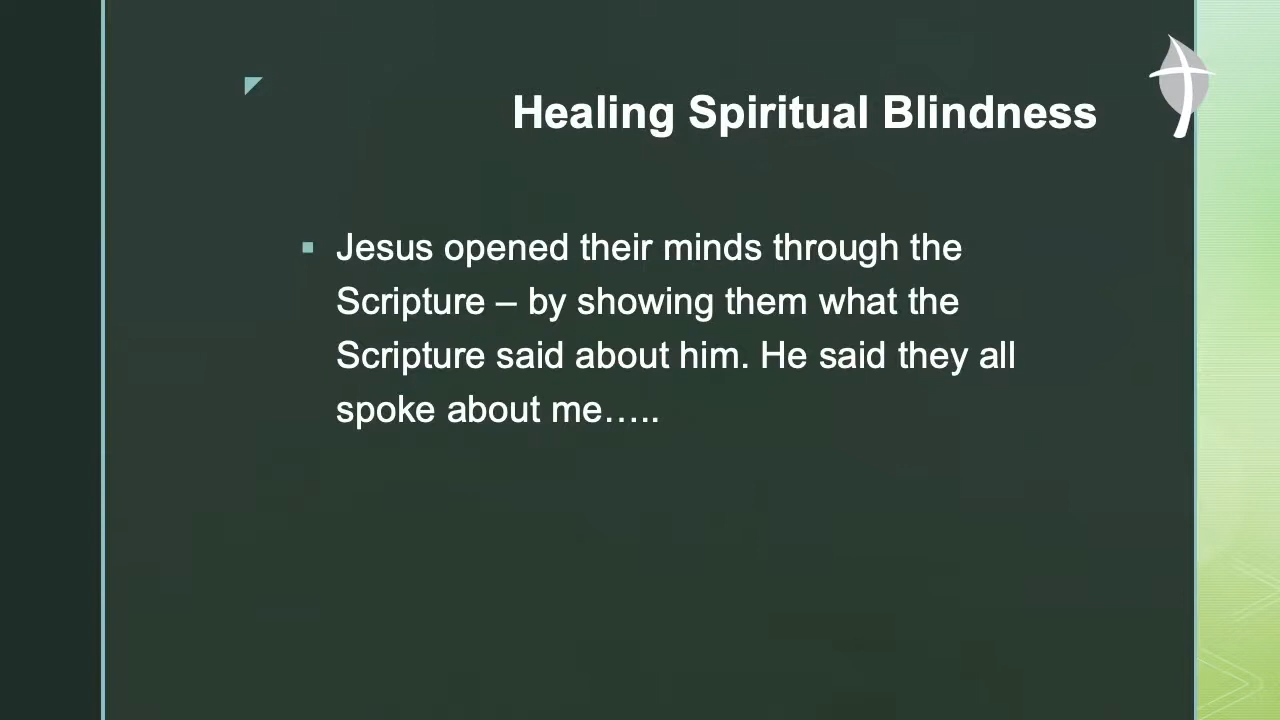 Healing Spiritual Blindness
Jesus opened their minds through the
Scripture – by showing them what the
Scripture said about him. He said they all
spoke about me…..